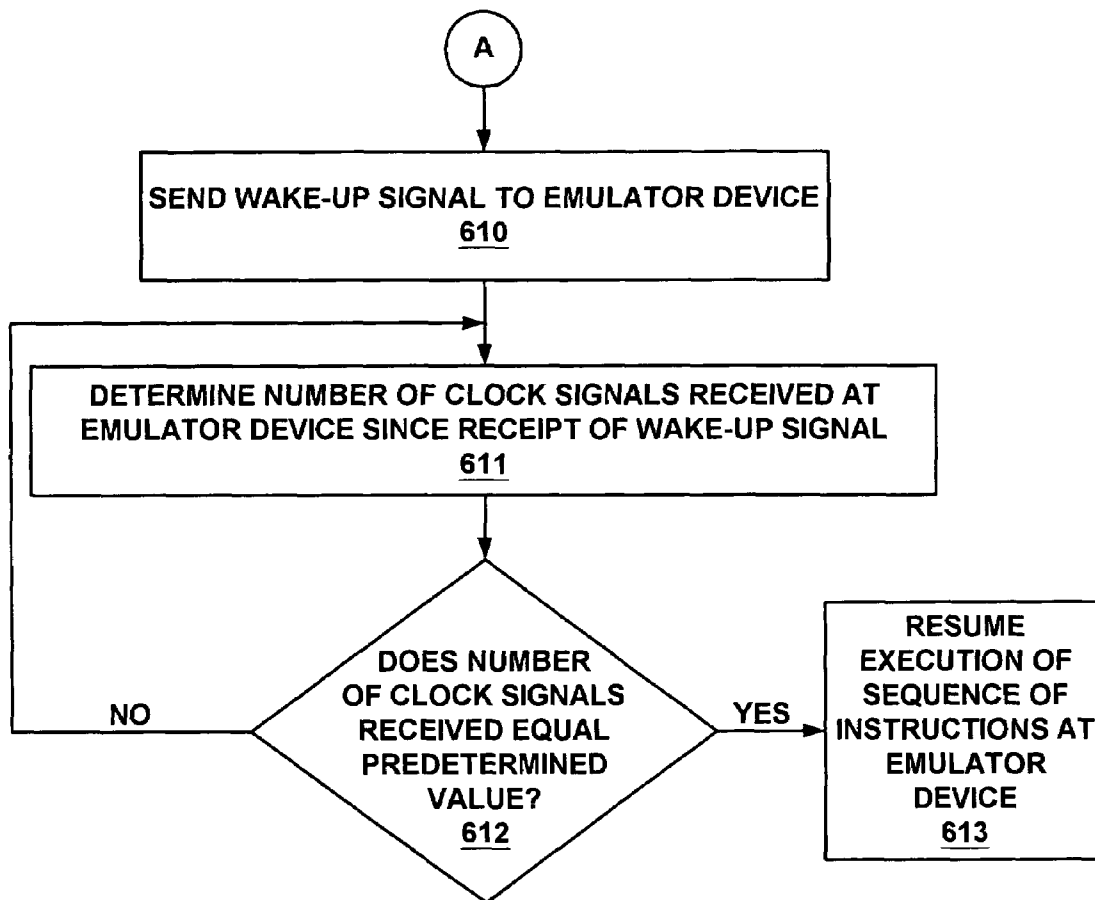 A
SEND WAKE-UP SIGNAL TO EMULATOR DEVICE
610
DETERMINE NUMBER OF CLOCK SIGNALS RECEIVED AT
EMULATOR DEVICE SINCE RECEIPT OF WAKE-UP SIGNAL
611
DOES NUMBER
OF CLOCK SIGNALS
RECEIVED EQUAL
PREDETERMINED
VALUE?
612
NO
YES
RESUME
EXECUTION OF
SEQUENCE OF
INSTRUCTIONS AT
EMULATOR
DEVICE
613